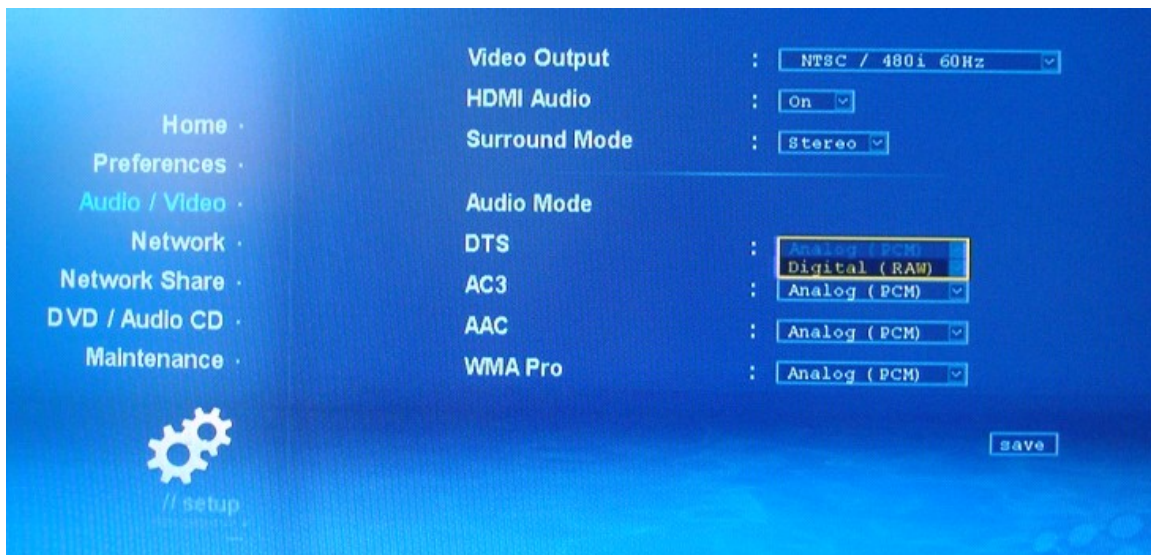 Home
Preferences
Audio / Video
Network
Network Share
DVD / Audio CD
Maintenance
// setup
Video Output : NTSC / 480i 60Hz
HDMI Audio : On
Surround Mode : Stereo
Audio Mode
DTS : Analog (PCM)
Digital (RAW)
AC3 : Analog (PCM)
AAC : Analog (PCM)
WMA Pro : Analog (PCM)
save